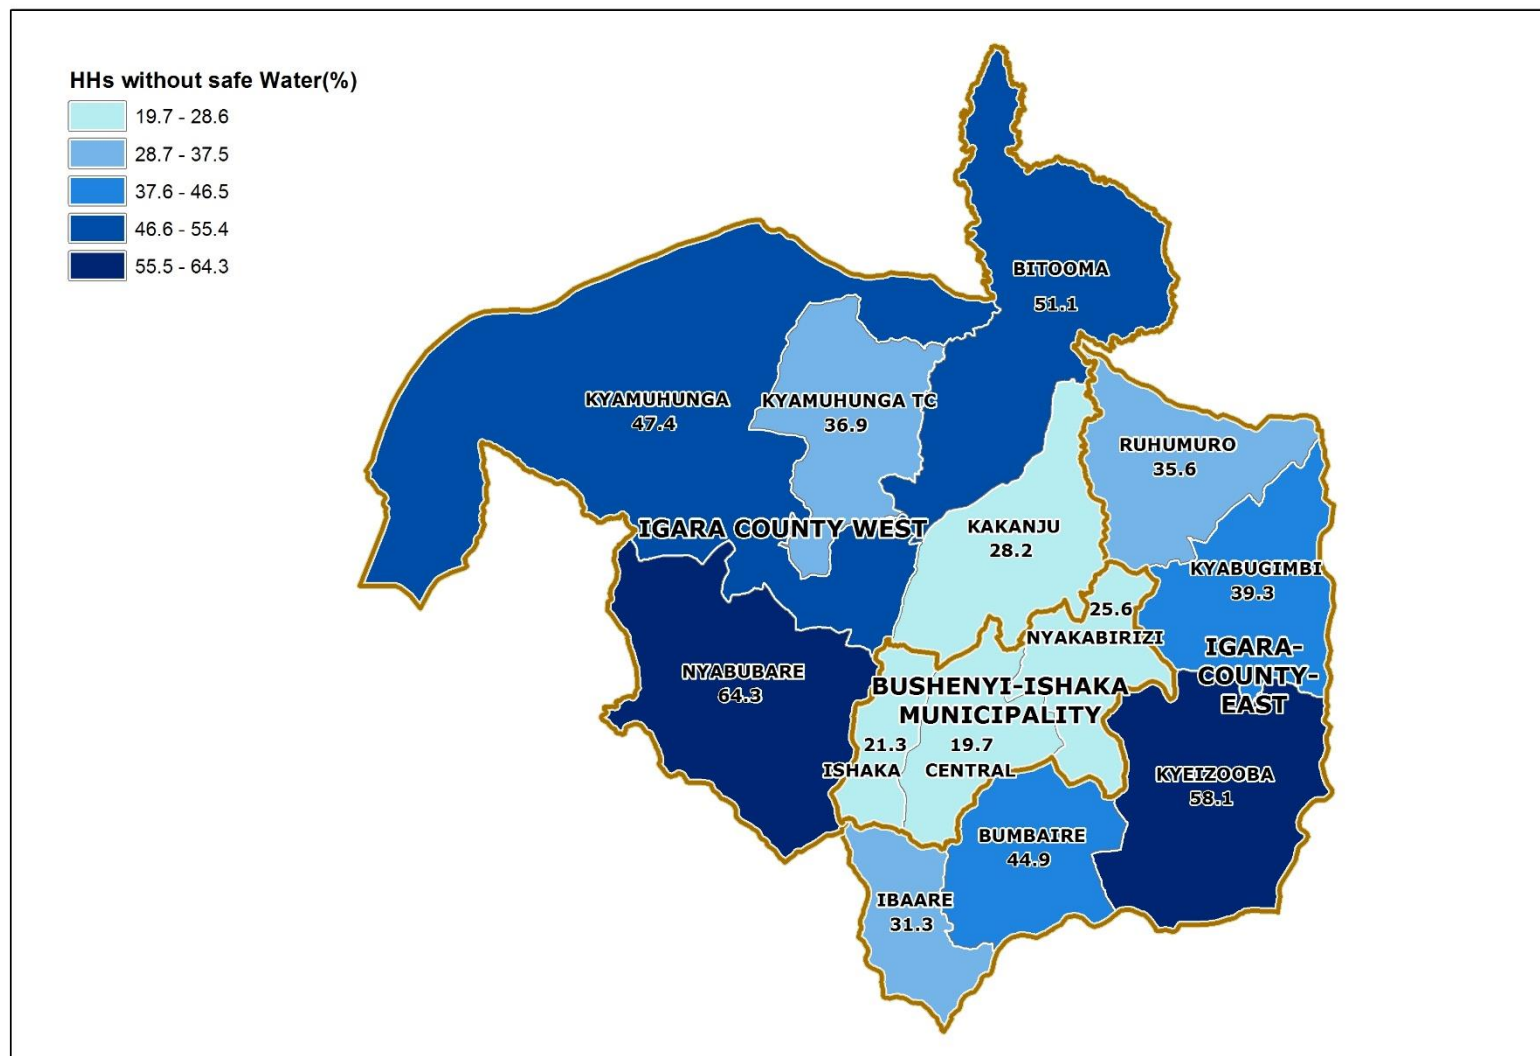 HHs without safe Water(%)
19.7 - 28.6
28.7 - 37.5
37.6 - 46.5
46.6 - 55.4
55.5 - 64.3
BITOOMA
51.1
KYAMUHUNGA
47.4
KYAMUHUNGA TC
36.9
RUHUMURO
35.6
IGARA COUNTY WEST
KAKANJU
28.2
KYABUGIMBI
39.3
25.6
NYAKABIRIZI
IGARA-
COUNTY-
EAST
NYABUBARE
64.3
BUSHENYI-ISHAKA
MUNICIPALITY
21.3
ISHAKA
19.7
CENTRAL
KYEIZOOBA
58.1
BUMBAIRE
44.9
IBAARE
31.3